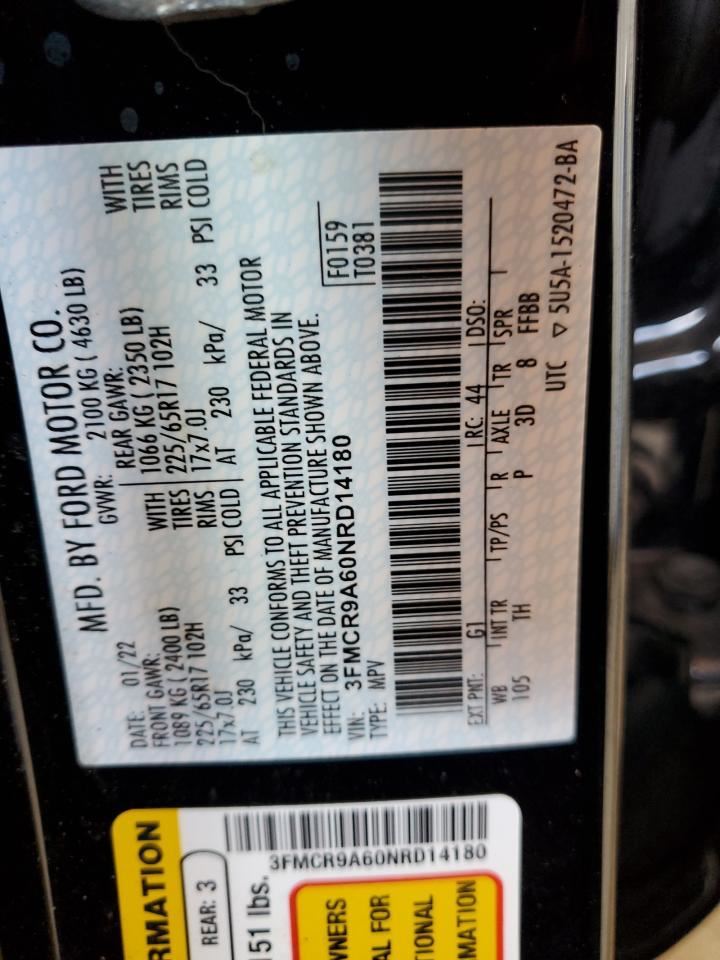 MFD. BY FORD MOTOR CO.
DATE: 01/22 GVWR: 2100 KG ( 4630 LB)
FRONT GAWR: REAR GAWR:
1089 KG ( 2400 LB) WITH 1066 KG ( 2350 LB) WITH
225/65R17 102H TIRES 225/65R17 102H TIRES
17x7.0J RIMS 17x7.0J RIMS
AT 230 kPa/ 33 PSI COLD AT 230 kPa/ 33 PSI COLD
THIS VEHICLE CONFORMS TO ALL APPLICABLE FEDERAL MOTOR
VEHICLE SAFETY AND THEFT PREVENTION STANDARDS IN
EFFECT ON THE DATE OF MANUFACTURE SHOWN ABOVE.
VIN: 3FMCR9A60NRD14180 F0159
TYPE: MPV T0381
EXT PNT: G1 RC: 44 DSO:
WB INT TR TP/PS R AXLE TR SPR
105 TH P 3D 8 FFBB
UTC ▽ 5U5A-1520472-BA
RMATION
REAR: 3
151 lbs.
3FMCR9A60NRD14180
WNERS
AL FOR
TIONAL
MATION